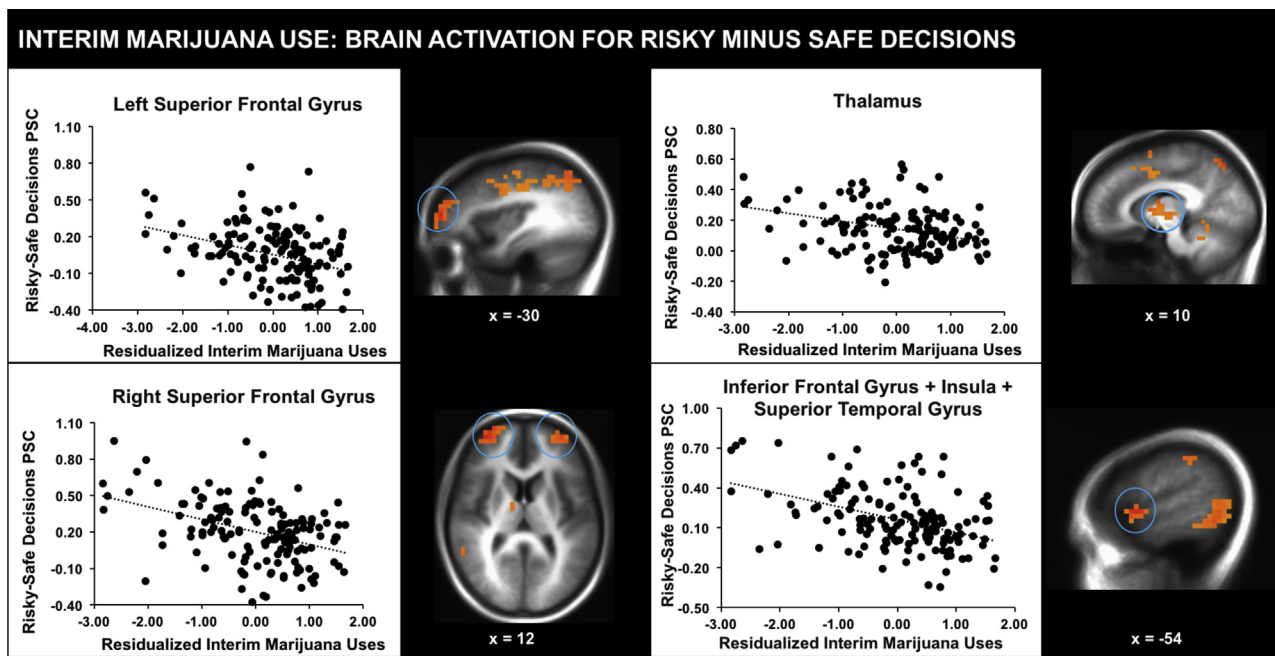 INTERIM MARIJUANA USE: BRAIN ACTIVATION FOR RISKY MINUS SAFE DECISIONS
Left Superior Frontal Gyrus
Risky-Safe Decisions PSC
1.10
0.80
0.50
0.20
-0.10
-0.40
-4.00 -3.00 -2.00 -1.00 0.00 1.00 2.00
Residualized Interim Marijuana Uses
x = -30
Thalamus
Risky-Safe Decisions PSC
0.80
0.60
0.40
0.20
0.00
-0.20
-0.40
-3.00 -2.00 -1.00 0.00 1.00 2.00
Residualized Interim Marijuana Uses
x = 10
Right Superior Frontal Gyrus
Risky-Safe Decisions PSC
1.10
0.80
0.50
0.20
-0.10
-0.40
-3.00 -2.00 -1.00 0.00 1.00 2.00
Residualized Interim Marijuana Uses
x = 12
Inferior Frontal Gyrus + Insula +
Superior Temporal Gyrus
Risky-Safe Decisions PSC
1.00
0.70
0.40
0.10
-0.20
-0.50
-3.00 -2.00 -1.00 0.00 1.00 2.00
Residualized Interim Marijuana Uses
x = -54